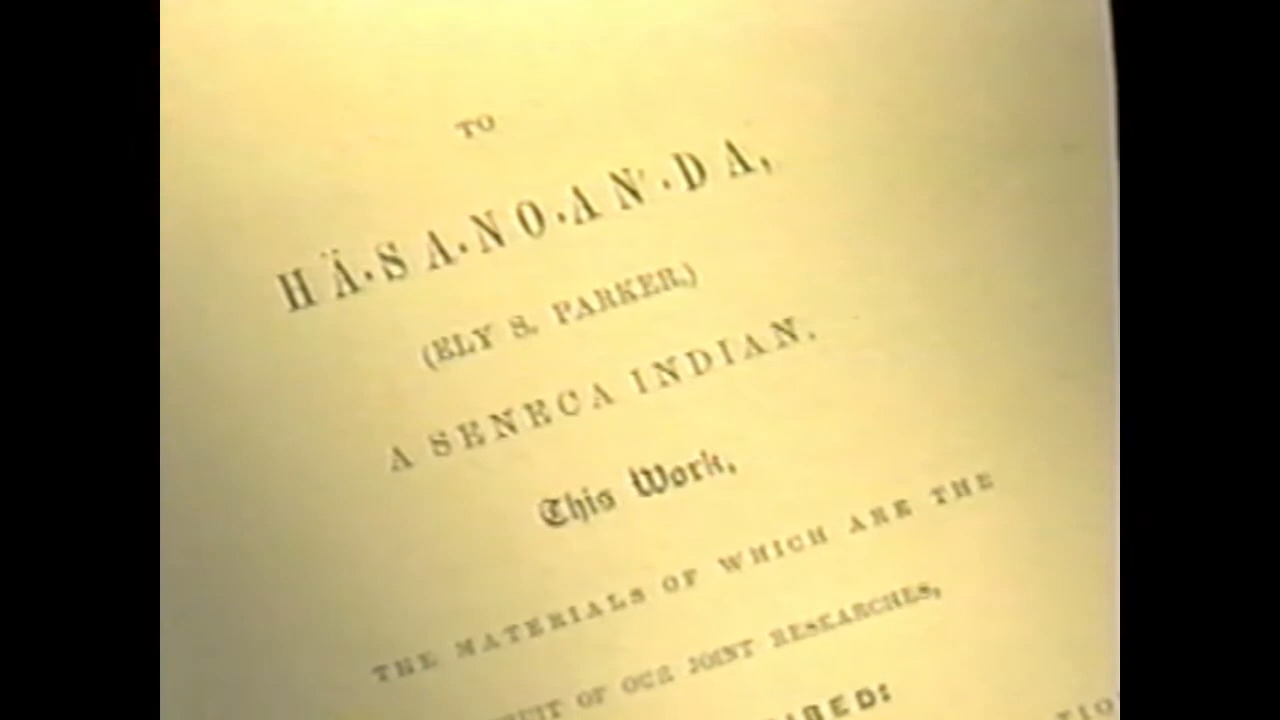 TO
HÄ·SA·NO·AN'·DA,
(ELY S. PARKER,)
A SENECA INDIAN.
This Work,
THE MATERIALS OF WHICH ARE THE
OF OUR JOINT RESEARCHES,